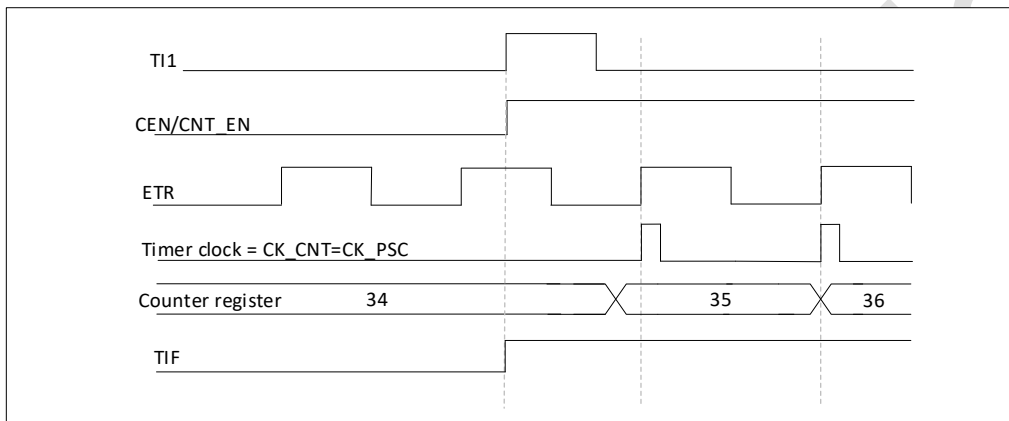 TI1
CEN/CNT_EN
ETR
Timer clock = CK_CNT=CK_PSC
Counter register 34 35 36
TIF